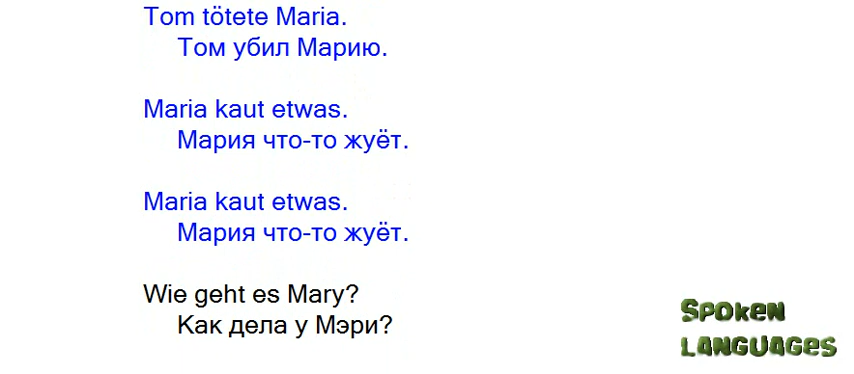 Tom tötete Maria.
Том убил Марию.
Maria kaut etwas.
Мария что-то жуёт.
Maria kaut etwas.
Мария что-то жуёт.
Wie geht es Mary?
Как дела у Мэри?
Spoken
Languages